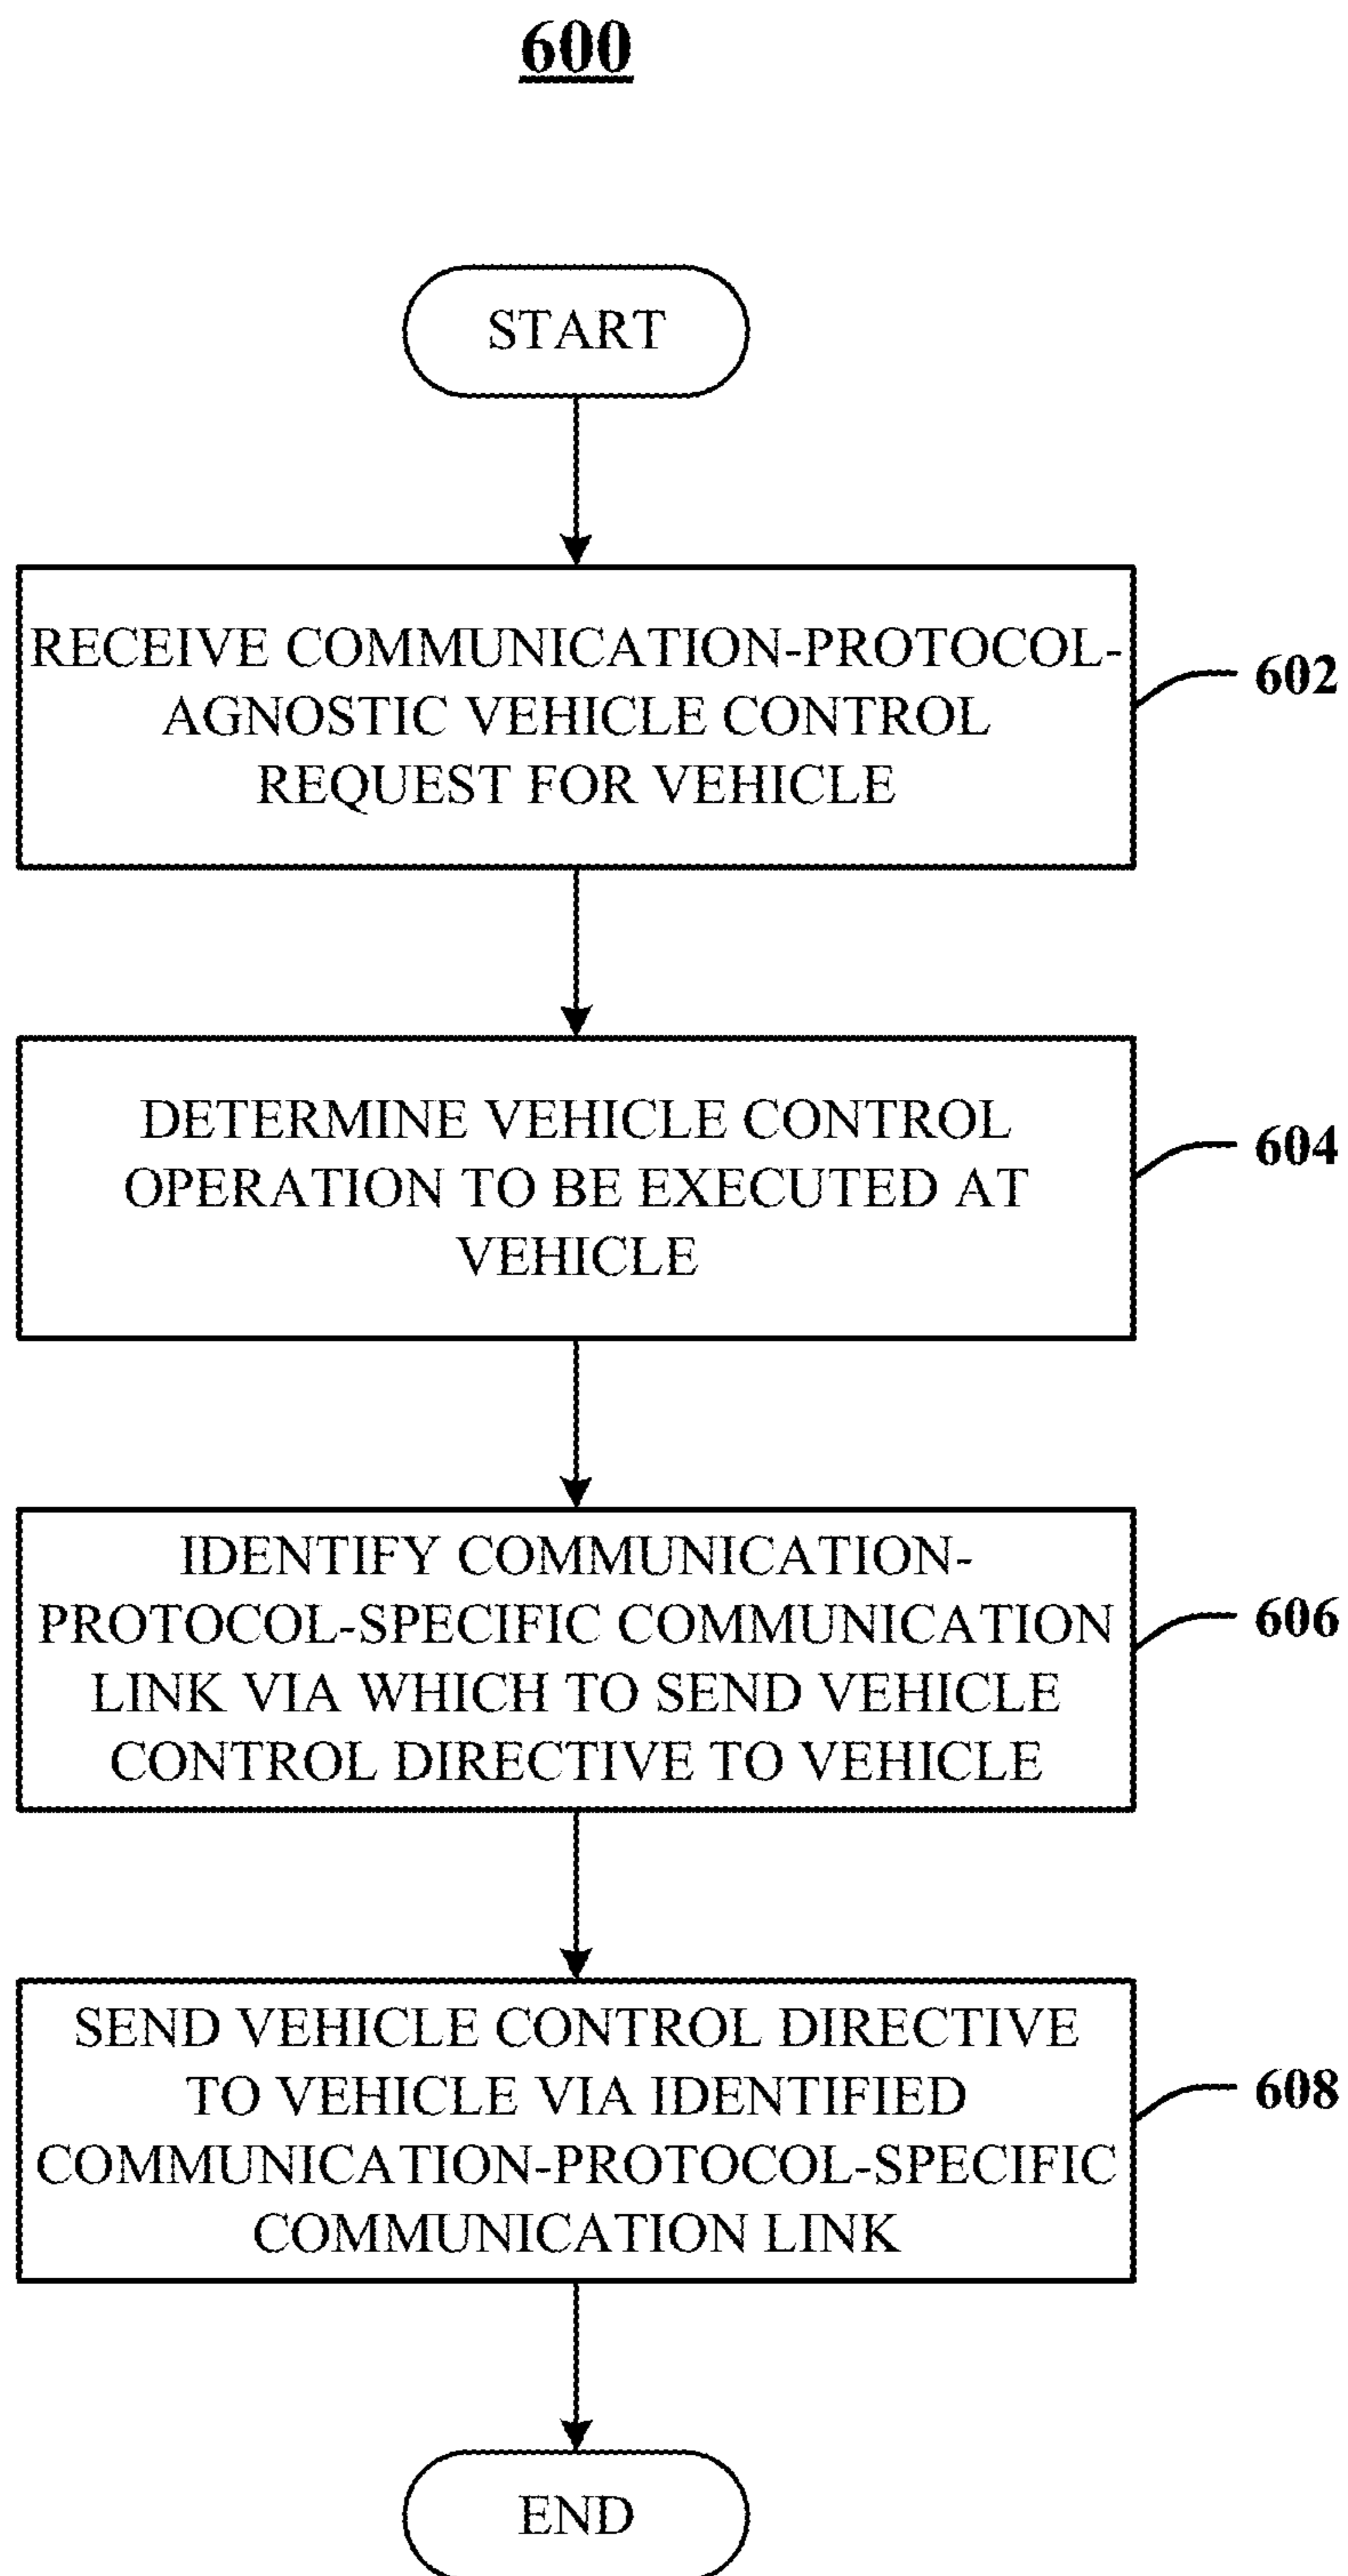 600
START
RECEIVE COMMUNICATION-PROTOCOL-
AGNOSTIC VEHICLE CONTROL
REQUEST FOR VEHICLE
602
DETERMINE VEHICLE CONTROL
OPERATION TO BE EXECUTED AT
VEHICLE
604
IDENTIFY COMMUNICATION-
PROTOCOL-SPECIFIC COMMUNICATION
LINK VIA WHICH TO SEND VEHICLE
CONTROL DIRECTIVE TO VEHICLE
606
SEND VEHICLE CONTROL DIRECTIVE
TO VEHICLE VIA IDENTIFIED
COMMUNICATION-PROTOCOL-SPECIFIC
COMMUNICATION LINK
608
END